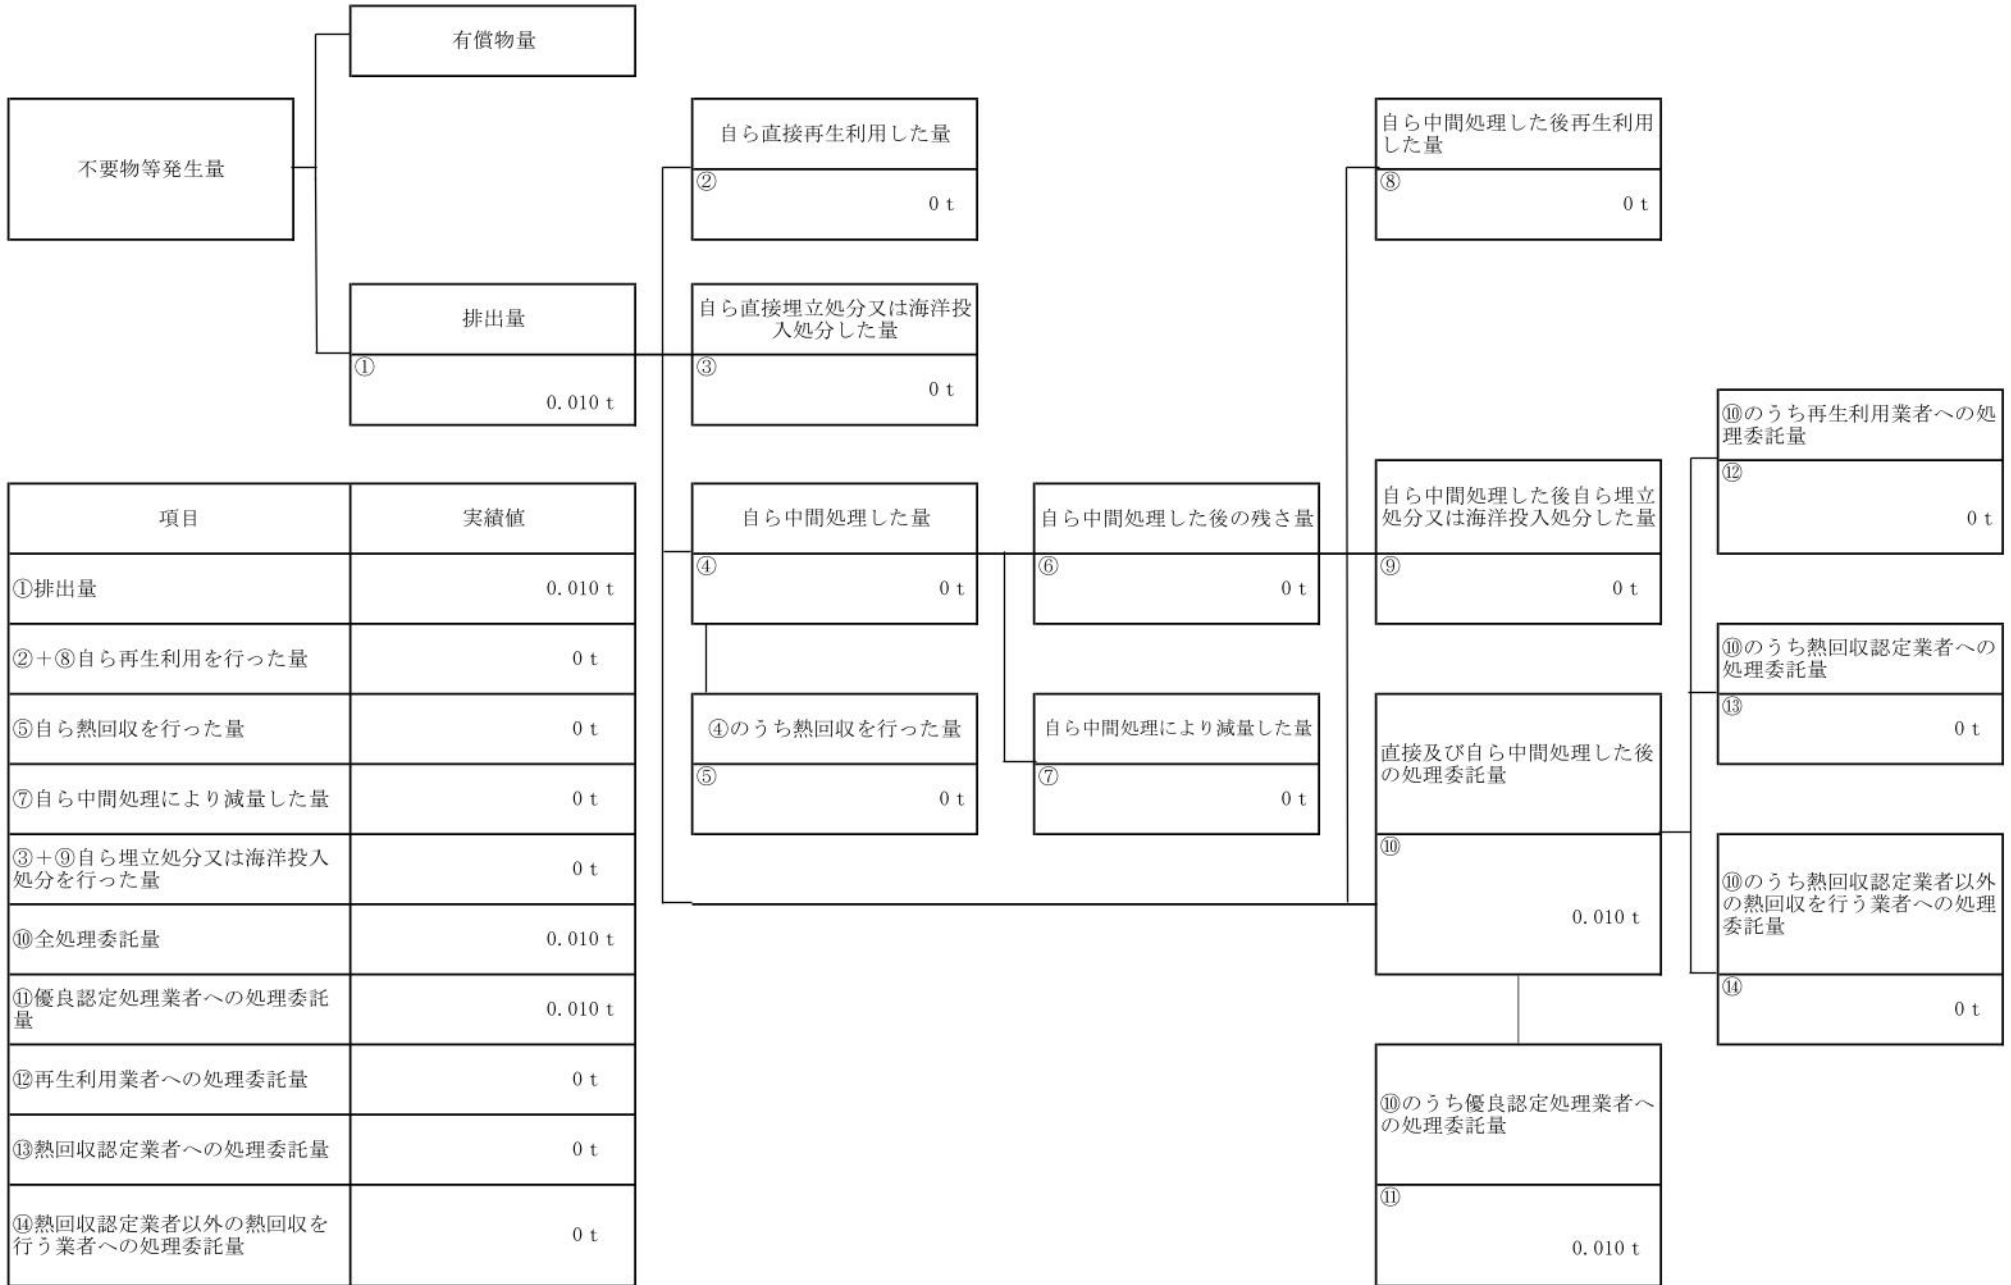 有償物量
不要物等発生量
自ら直接再生利用した量
②
0 t
自ら中間処理した後再生利用
した量
⑧
0 t
排出量
①
0.010 t
自ら直接埋立処分又は海洋投
入処分した量
③
0 t
⑩のうち再生利用業者への処
理委託量
⑫
0 t
自ら中間処理した量
④
0 t
自ら中間処理した後の残さ量
⑥
0 t
自ら中間処理した後自ら埋立
処分又は海洋投入処分した量
⑨
0 t
⑩のうち熱回収認定業者への
処理委託量
⑬
0 t
④のうち熱回収を行った量
⑤
0 t
自ら中間処理により減量した量
⑦
0 t
直接及び自ら中間処理した後
の処理委託量
⑩
0.010 t
⑩のうち熱回収認定業者以外
の熱回収を行う業者への処理
委託量
⑭
0 t
⑩のうち優良認定処理業者へ
の処理委託量
⑪
0.010 t
項目 実績値
①排出量 0.010 t
②＋⑧自ら再生利用を行った量 0 t
⑤自ら熱回収を行った量 0 t
⑦自ら中間処理により減量した量 0 t
③＋⑨自ら埋立処分又は海洋投入
処分を行った量 0 t
⑩全処理委託量 0.010 t
⑪優良認定処理業者への処理委託
量 0.010 t
⑫再生利用業者への処理委託量 0 t
⑬熱回収認定業者への処理委託量 0 t
⑭熱回収認定業者以外の熱回収を
行う業者への処理委託量 0 t